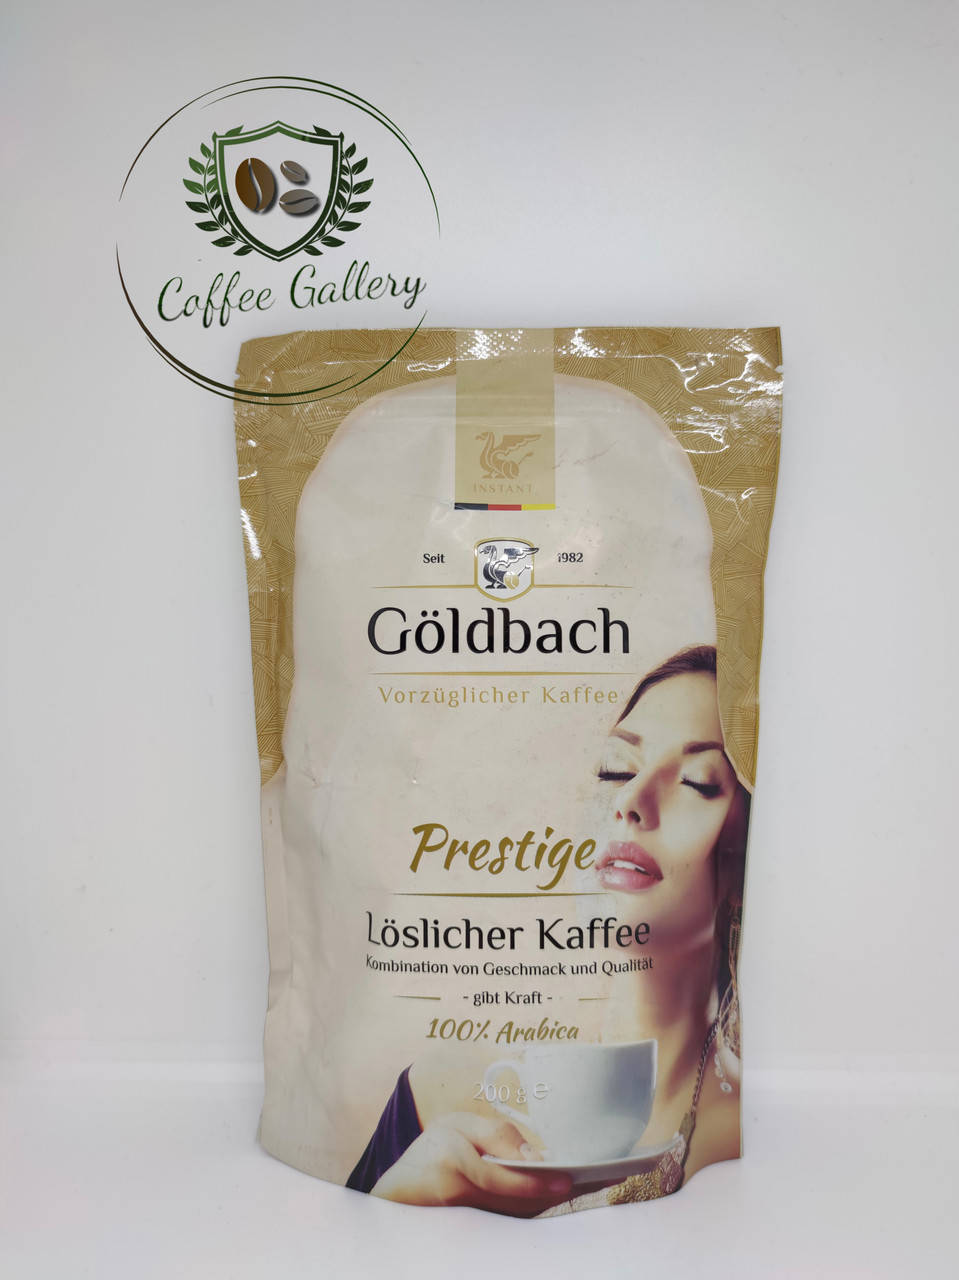 Coffee Gallery
INSTANT
Seit 1982
Göldbach
Vorzüglicher Kaffee
Prestige
Löslicher Kaffee
Kombination von Geschmack und Qualität
- gibt Kraft -
100% Arabica
200 g ℮